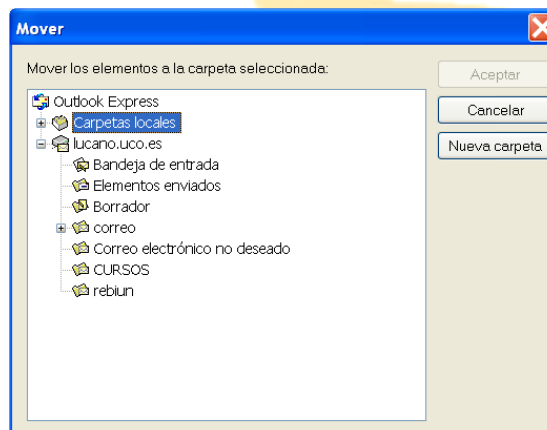 Mover
Mover los elementos a la carpeta seleccionada:
Aceptar
Cancelar
Nueva carpeta
Outlook Express
Carpetas locales
lucano.uco.es
Bandeja de entrada
Elementos enviados
Borrador
correo
Correo electrónico no deseado
CURSOS
rebiun